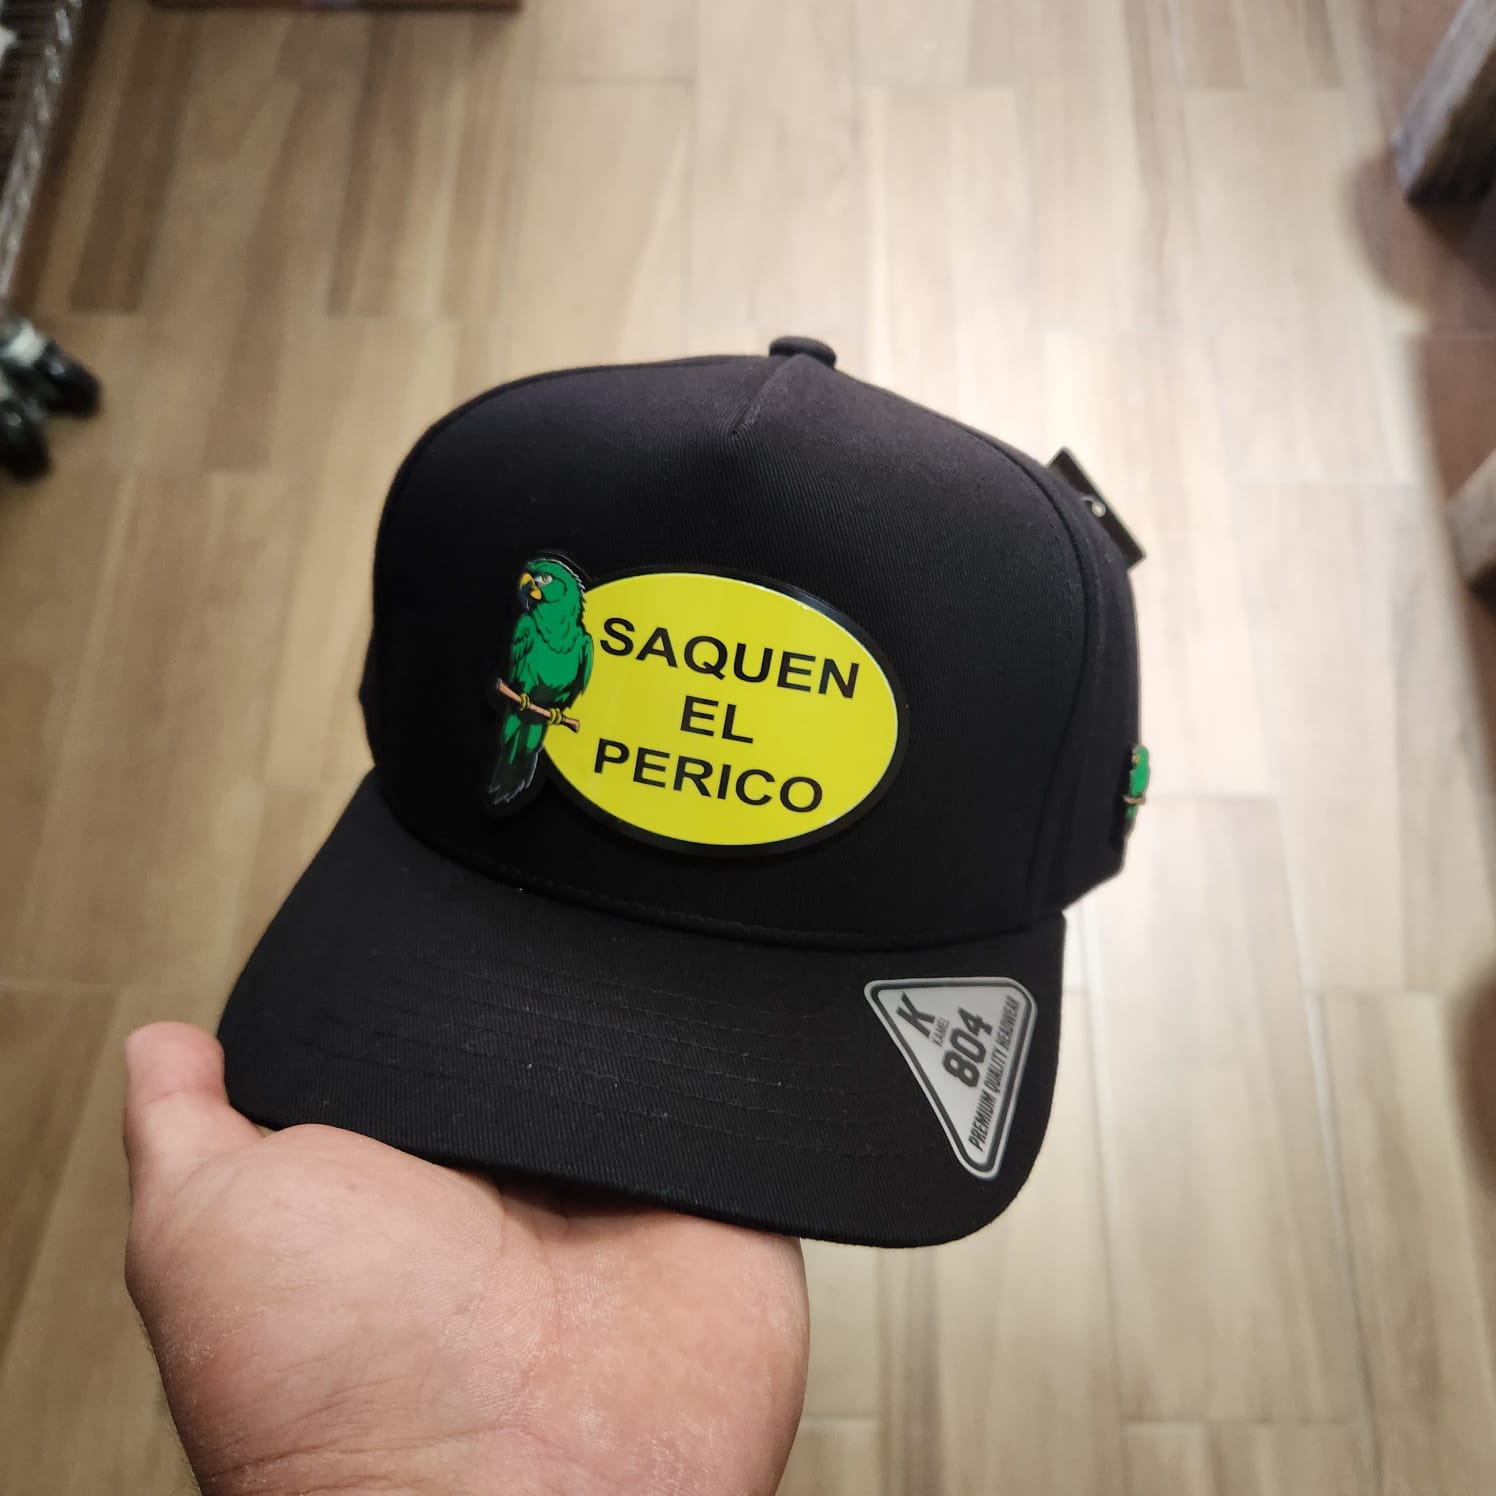 SAQUEN
EL
PERICO
K
KAMEL
804
PREMIUM QUALITY HEADWEAR